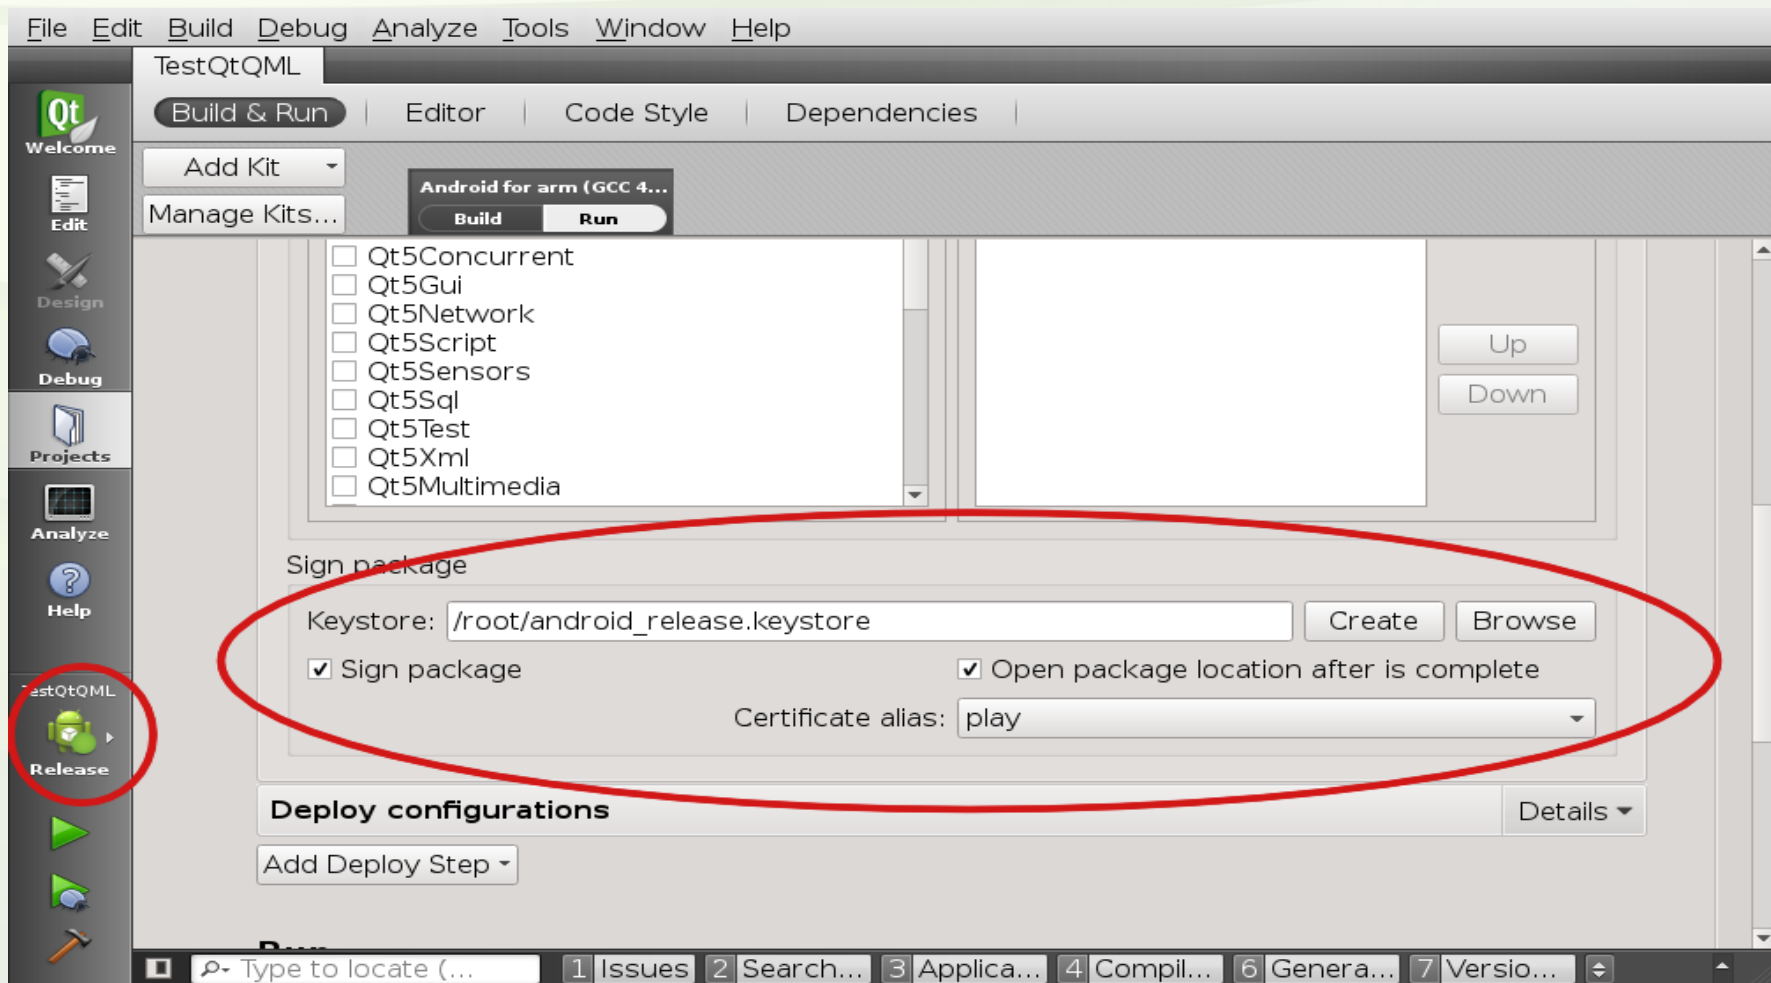 File Edit Build Debug Analyze Tools Window Help
TestQtQML
Qt
Welcome
Edit
Design
Debug
Projects
Analyze
Help
estQtQML
Release
Build & Run Editor Code Style Dependencies
Add Kit
Manage Kits...
Android for arm (GCC 4...
Build Run
Qt5Concurrent
Qt5Gui
Qt5Network
Qt5Script
Qt5Sensors
Qt5Sql
Qt5Test
Qt5Xml
Qt5Multimedia
Up
Down
Sign package
Keystore: /root/android_release.keystore Create Browse
Sign package Open package location after is complete
Certificate alias: play
Deploy configurations Details
Add Deploy Step
Run
Type to locate (... 1 Issues 2 Search... 3 Applica... 4 Compil... 6 Genera... 7 Versio...